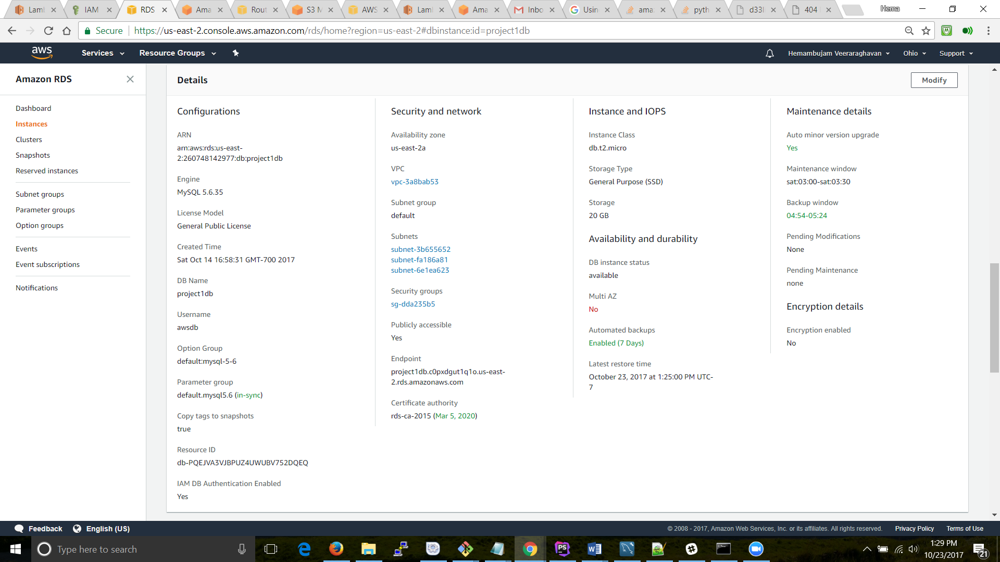 Laml
IAM
RDS
Ama
Rout
S3 M
AWS
Laml
Ama
Inbo
Usin
ama
pyth
d33l
404
Hema
Secure
https://us-east-2.console.aws.amazon.com/rds/home?region=us-east-2#dbinstance:id=project1db
aws
Services
Resource Groups
Hemambujam Veeraraghavan
Ohio
Support
Amazon RDS
Dashboard
Instances
Clusters
Snapshots
Reserved instances
Subnet groups
Parameter groups
Option groups
Events
Event subscriptions
Notifications
Details
Modify
Configurations
ARN
arn:aws:rds:us-east-
2:260748142977:db:project1db
Engine
MySQL 5.6.35
License Model
General Public License
Created Time
Sat Oct 14 16:58:31 GMT-700 2017
DB Name
project1db
Username
awsdb
Option Group
default:mysql-5-6
Parameter group
default.mysql5.6 (in-sync)
Copy tags to snapshots
true
Resource ID
db-PQEJVA3VJBPUZ4UWUBV752DQEQ
IAM DB Authentication Enabled
Yes
Security and network
Availability zone
us-east-2a
VPC
vpc-3a8bab53
Subnet group
default
Subnets
subnet-3b655652
subnet-fa186a81
subnet-6e1ea623
Security groups
sg-dda235b5
Publicly accessible
Yes
Endpoint
project1db.c0pxdgut1q1o.us-east-
2.rds.amazonaws.com
Certificate authority
rds-ca-2015 (Mar 5, 2020)
Instance and IOPS
Instance Class
db.t2.micro
Storage Type
General Purpose (SSD)
Storage
20 GB
Availability and durability
DB instance status
available
Multi AZ
No
Automated backups
Enabled (7 Days)
Latest restore time
October 23, 2017 at 1:25:00 PM UTC-
7
Maintenance details
Auto minor version upgrade
Yes
Maintenance window
sat:03:00-sat:03:30
Backup window
04:54-05:24
Pending Modifications
None
Pending Maintenance
none
Encryption details
Encryption enabled
No
Feedback
English (US)
© 2008 - 2017, Amazon Web Services, Inc. or its affiliates. All rights reserved.
Privacy Policy
Terms of Use
Type here to search
1:29 PM
10/23/2017
21